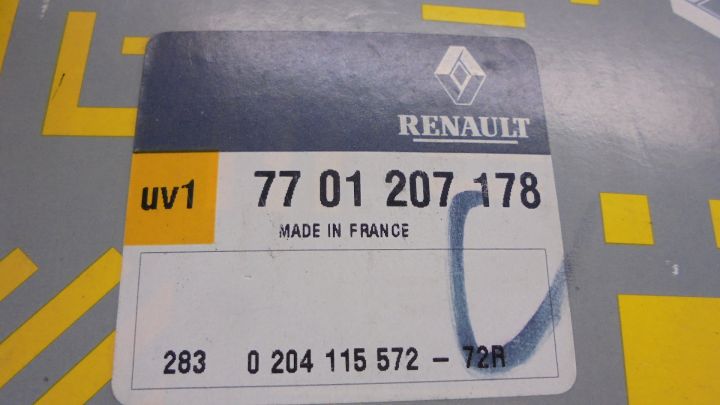 RENAULT
uv1 77 01 207 178
MADE IN FRANCE
283 0 204 115 572 - 72R